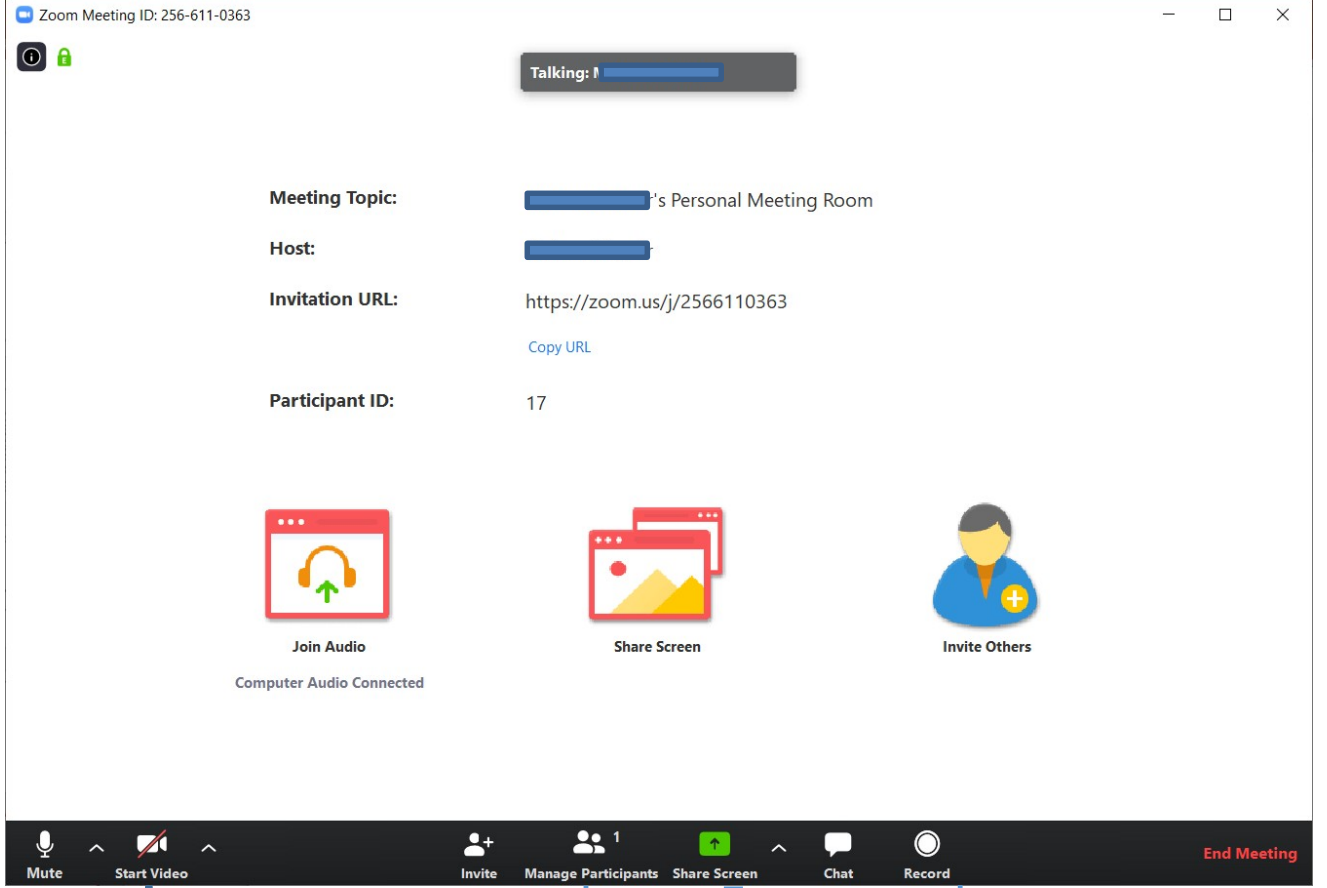 Zoom Meeting ID: 256-611-0363
Talking:
Meeting Topic: 's Personal Meeting Room
Host:
Invitation URL: https://zoom.us/j/2566110363
Copy URL
Participant ID: 17
Join Audio Share Screen Invite Others
Computer Audio Connected
1
Mute Start Video Invite Manage Participants Share Screen Chat Record End Meeting